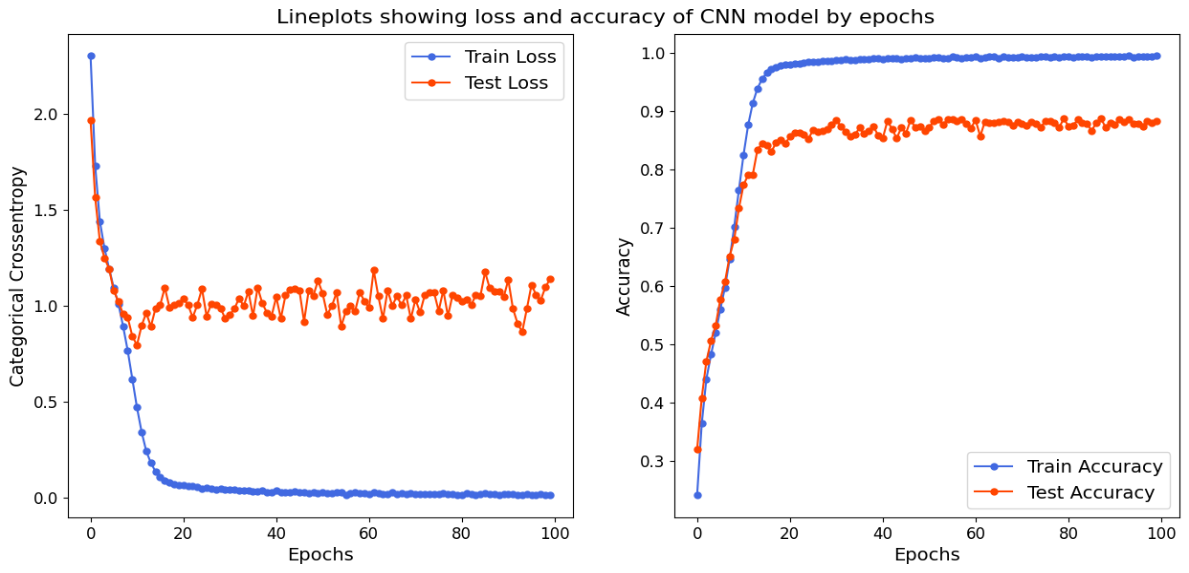 Lineplots showing loss and accuracy of CNN model by epochs
Categorical Crossentropy
2.0
1.5
1.0
0.5
0.0
Train Loss
Test Loss
0 20 40 60 80 100
Epochs
Accuracy
1.0
0.9
0.8
0.7
0.6
0.5
0.4
0.3
Train Accuracy
Test Accuracy
0 20 40 60 80 100
Epochs